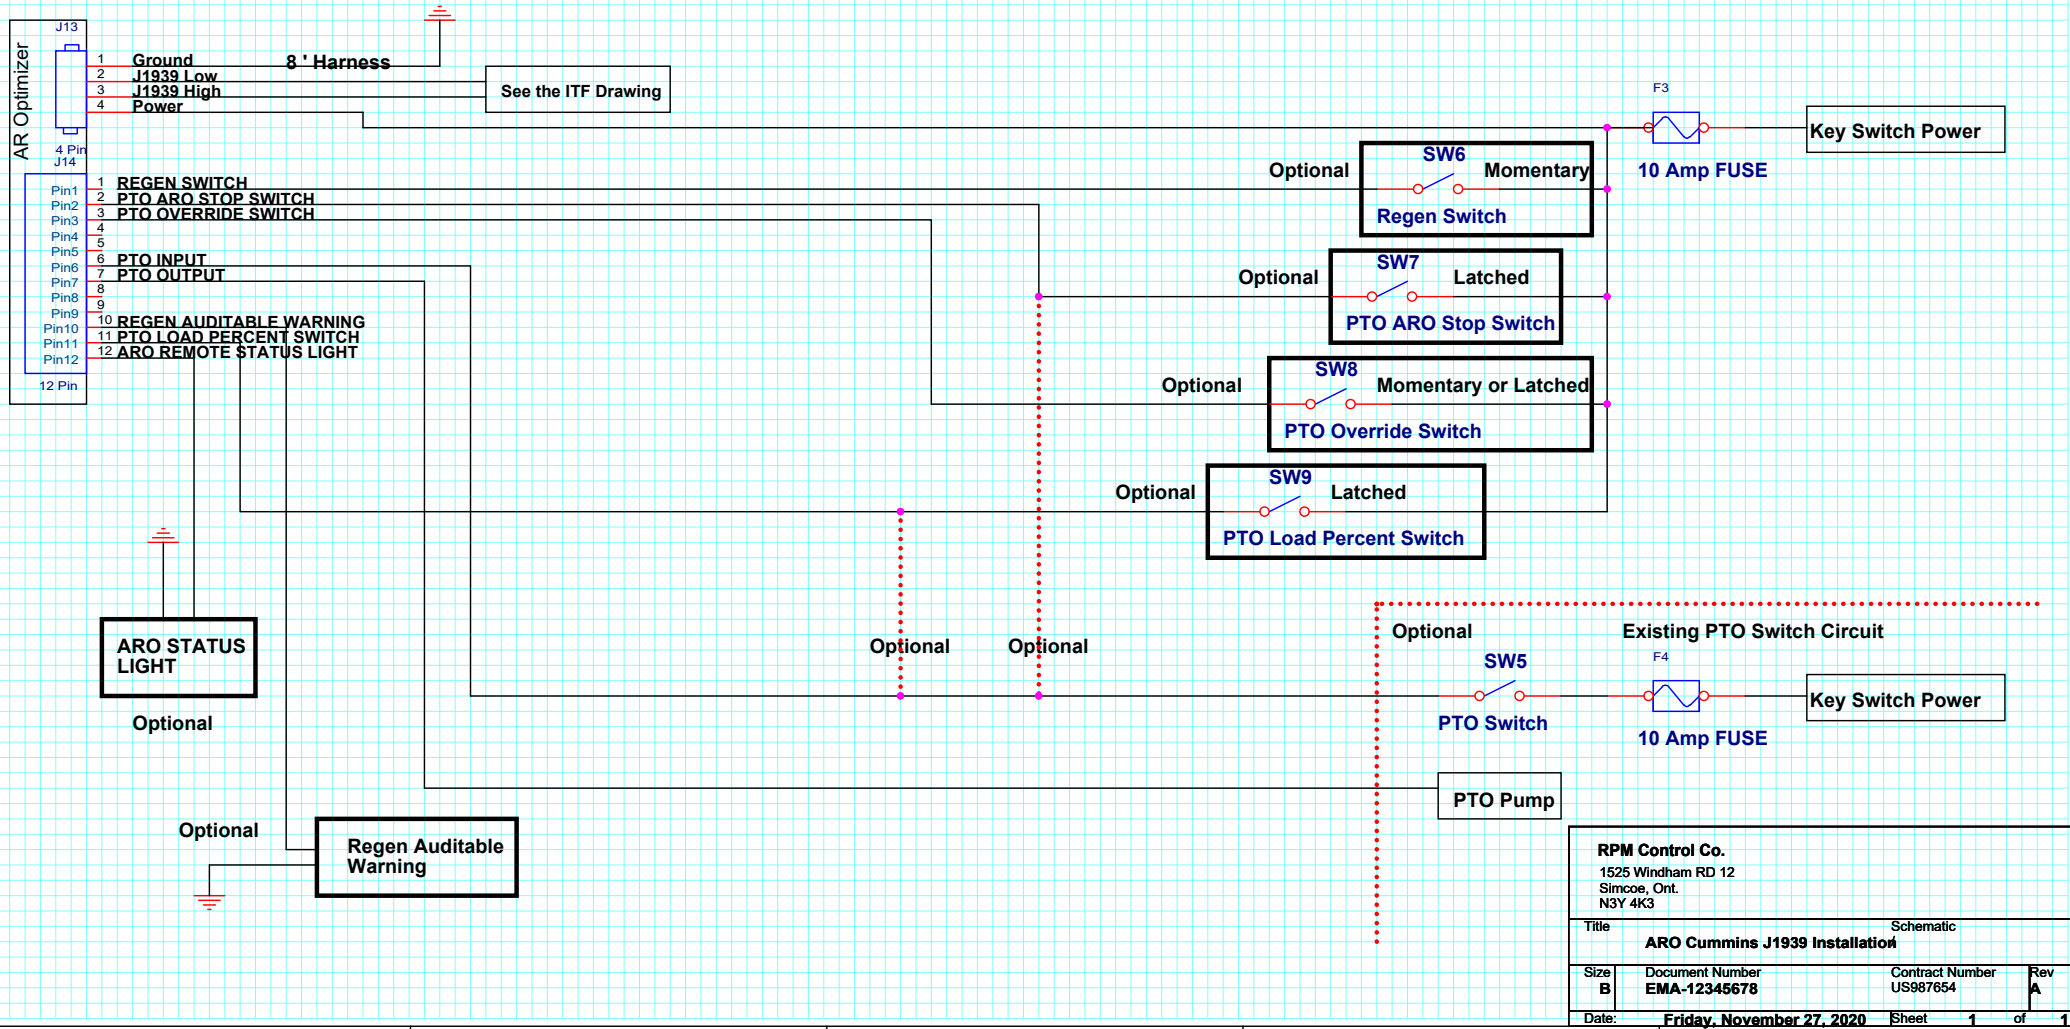 AR Optimizer
J13
1 Ground
8 ' Harness
2 J1939 Low
3 J1939 High
4 Power
4 Pin
See the ITF Drawing
F3
10 Amp FUSE
Key Switch Power
J14
Pin1 1 REGEN SWITCH
Pin2 2 PTO ARO STOP SWITCH
Pin3 3 PTO OVERRIDE SWITCH
Pin4 4
Pin5 5
Pin6 6 PTO INPUT
Pin7 7 PTO OUTPUT
Pin8 8
Pin9 9
Pin10 10 REGEN AUDITABLE WARNING
Pin11 11 PTO LOAD PERCENT SWITCH
Pin12 12 ARO REMOTE STATUS LIGHT
12 Pin
Optional
SW6
Momentary
Regen Switch
Optional
SW7
Latched
PTO ARO Stop Switch
Optional
SW8
Momentary or Latched
PTO Override Switch
Optional
SW9
Latched
PTO Load Percent Switch
ARO STATUS
LIGHT
Optional
Optional
Optional
Optional
Existing PTO Switch Circuit
SW5
PTO Switch
F4
10 Amp FUSE
Key Switch Power
PTO Pump
Optional
Regen Auditable
Warning
RPM Control Co.
1525 Windham RD 12
Simcoe, Ont.
N3Y 4K3
Title
Schematic
ARO Cummins J1939 Installation
Size
B
Document Number
EMA-12345678
Contract Number
US987654
Rev
A
Date:
Friday, November 27, 2020
Sheet 1 of 1